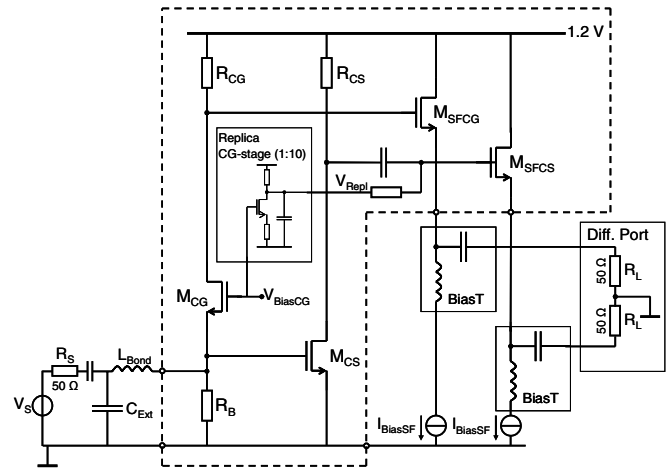 1.2 V
R_CG
R_CS
M_SFCG
Replica
CG-stage (1:10)
M_SFCS
V_Repl
Diff. Port
50 Ω
R_L
M_CG
V_BiasCG
BiasT
50 Ω
R_L
R_S
L_Bond
M_CS
50 Ω
BiasT
V_S
C_Ext
R_B
I_BiasSF
I_BiasSF